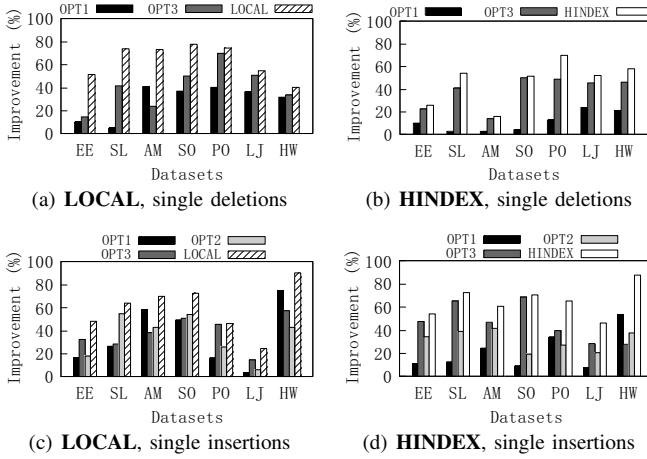 OPT1 OPT3 LOCAL
Improvement (%)
100
80
60
40
20
0
EE SL AM SO PO LJ HW
Datasets
(a) LOCAL, single deletions
OPT1 OPT3 HINDEX
Improvement (%)
100
80
60
40
20
0
EE SL AM SO PO LJ HW
Datasets
(b) HINDEX, single deletions
OPT1 OPT2
OPT3 LOCAL
Improvement (%)
100
80
60
40
20
0
EE SL AM SO PO LJ HW
Datasets
(c) LOCAL, single insertions
OPT1 OPT2
OPT3 HINDEX
Improvement (%)
100
80
60
40
20
0
EE SL AM SO PO LJ HW
Datasets
(d) HINDEX, single insertions